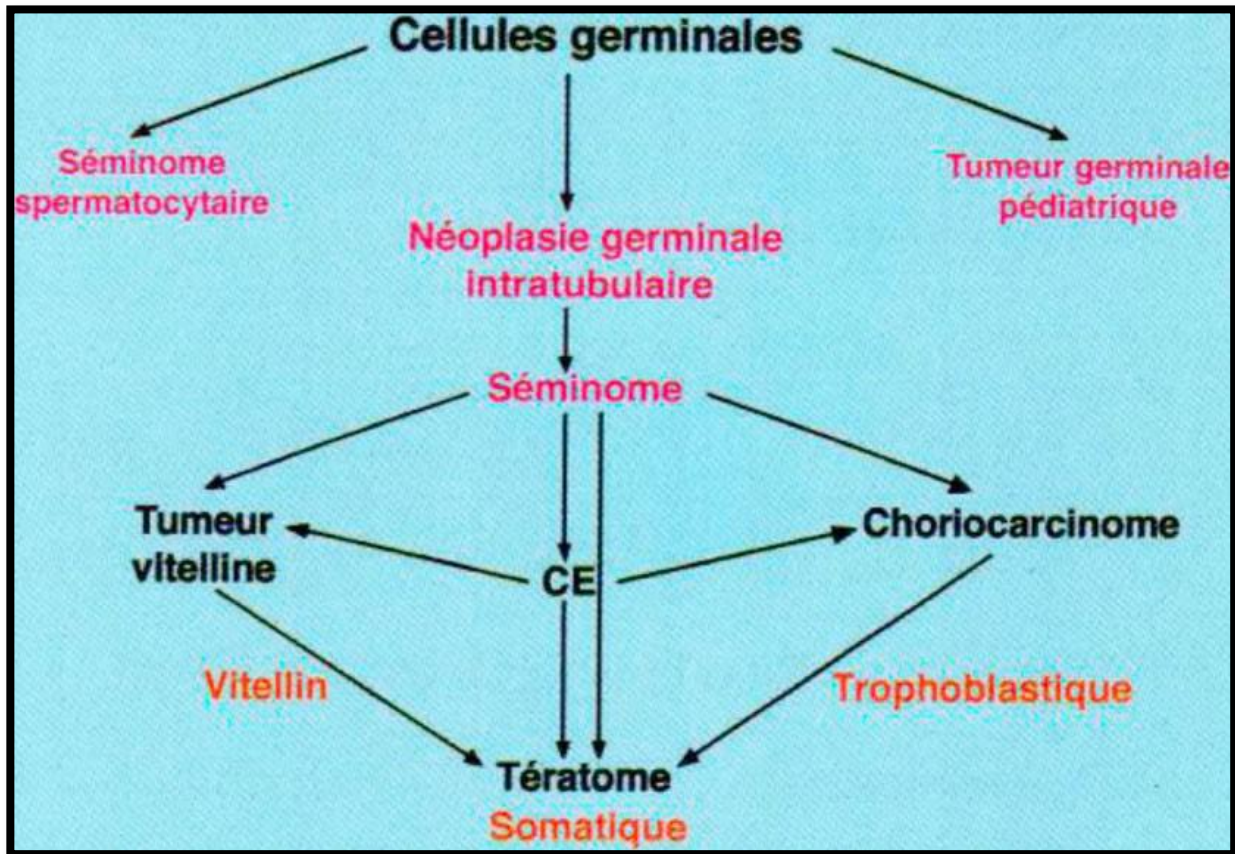 Cellules germinales
Séminome
spermatocytaire
Tumeur germinale
pédiatrique
Néoplasie germinale
intratubulaire
Séminome
Tumeur
vitelline
Choriocarcinome
CE
Vitellin
Trophoblastique
Tératome
Somatique